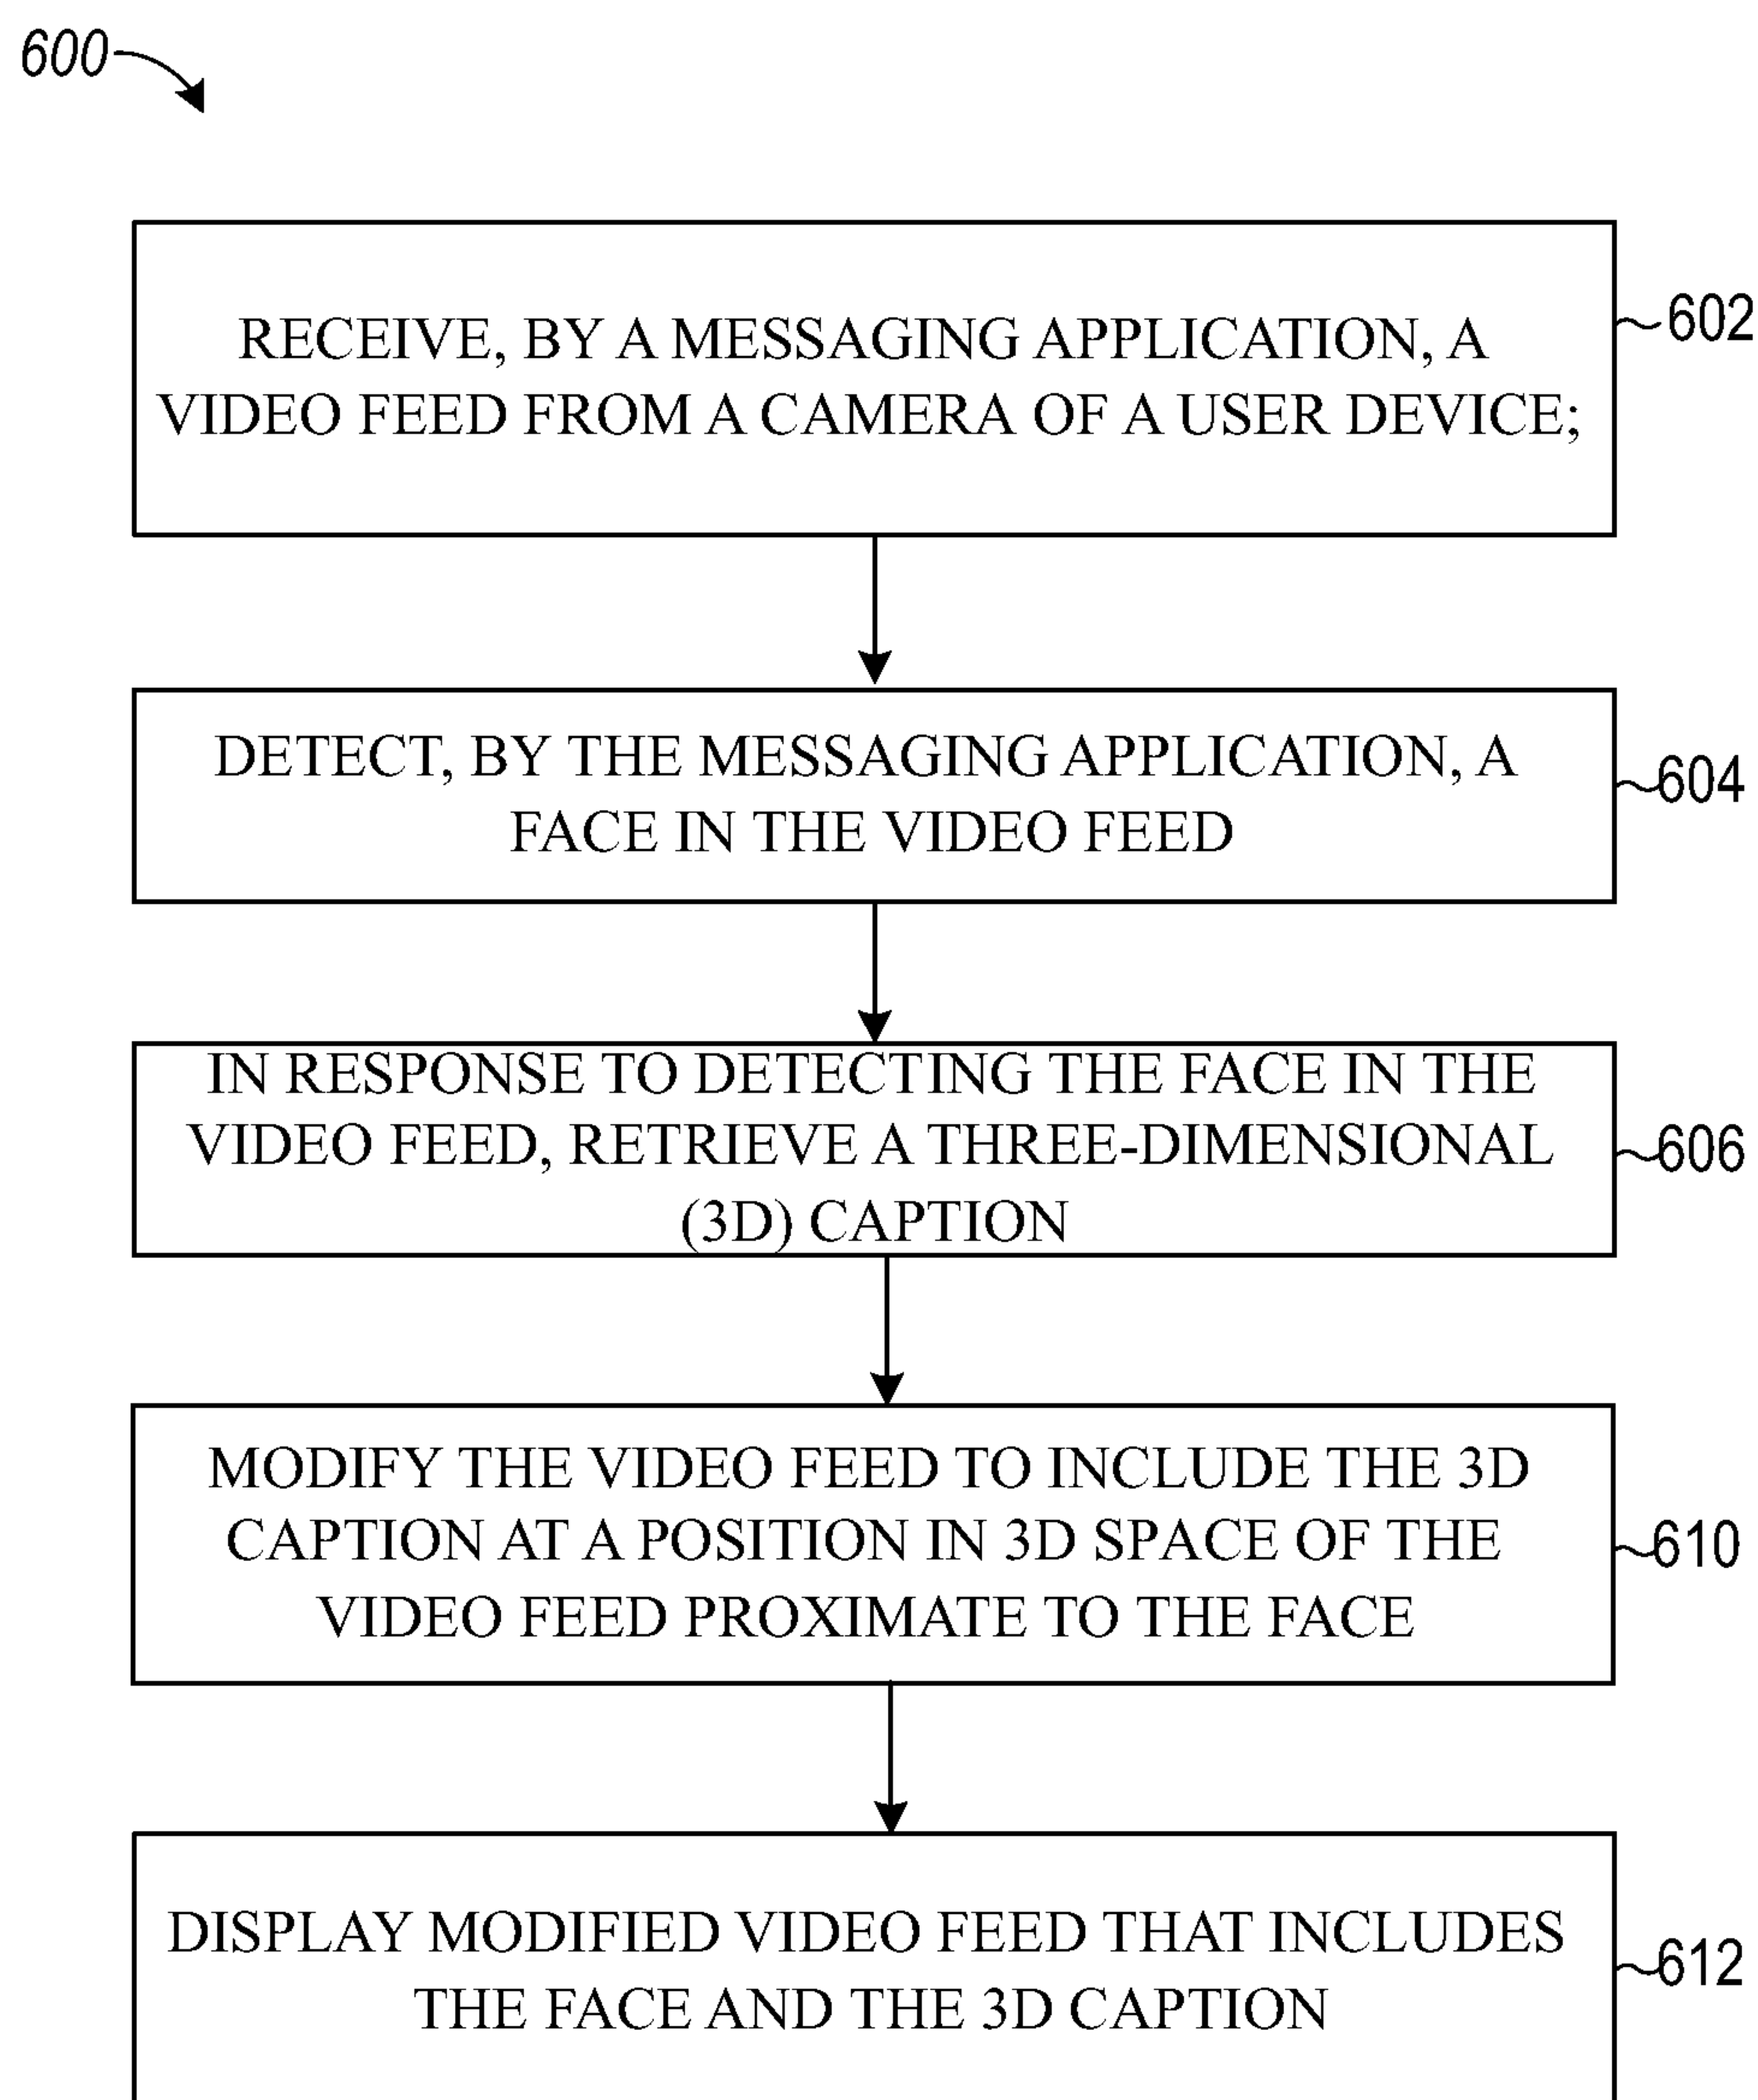 600
RECEIVE, BY A MESSAGING APPLICATION, A
VIDEO FEED FROM A CAMERA OF A USER DEVICE;
602
DETECT, BY THE MESSAGING APPLICATION, A
FACE IN THE VIDEO FEED
604
IN RESPONSE TO DETECTING THE FACE IN THE
VIDEO FEED, RETRIEVE A THREE-DIMENSIONAL
(3D) CAPTION
606
MODIFY THE VIDEO FEED TO INCLUDE THE 3D
CAPTION AT A POSITION IN 3D SPACE OF THE
VIDEO FEED PROXIMATE TO THE FACE
610
DISPLAY MODIFIED VIDEO FEED THAT INCLUDES
THE FACE AND THE 3D CAPTION
612